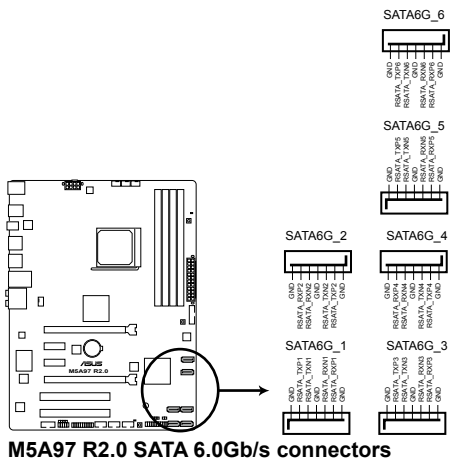 SATA6G_6
GND
RSATA_TXP6
RSATA_TXN6
GND
RSATA_RXN6
RSATA_RXP6
GND
SATA6G_5
GND
RSATA_TXP5
RSATA_TXN5
GND
RSATA_RXN5
RSATA_RXP5
GND
SATA6G_2
GND
RSATA_RXP2
RSATA_RXN2
GND
RSATA_TXN2
RSATA_TXP2
GND
SATA6G_4
GND
RSATA_RXP4
RSATA_RXN4
GND
RSATA_TXN4
RSATA_TXP4
GND
SATA6G_1
GND
RSATA_TXP1
RSATA_TXN1
GND
RSATA_RXN1
RSATA_RXP1
GND
SATA6G_3
GND
RSATA_TXP3
RSATA_TXN3
GND
RSATA_RXN3
RSATA_RXP3
GND
ASUS
M5A97 R2.0
M5A97 R2.0 SATA 6.0Gb/s connectors